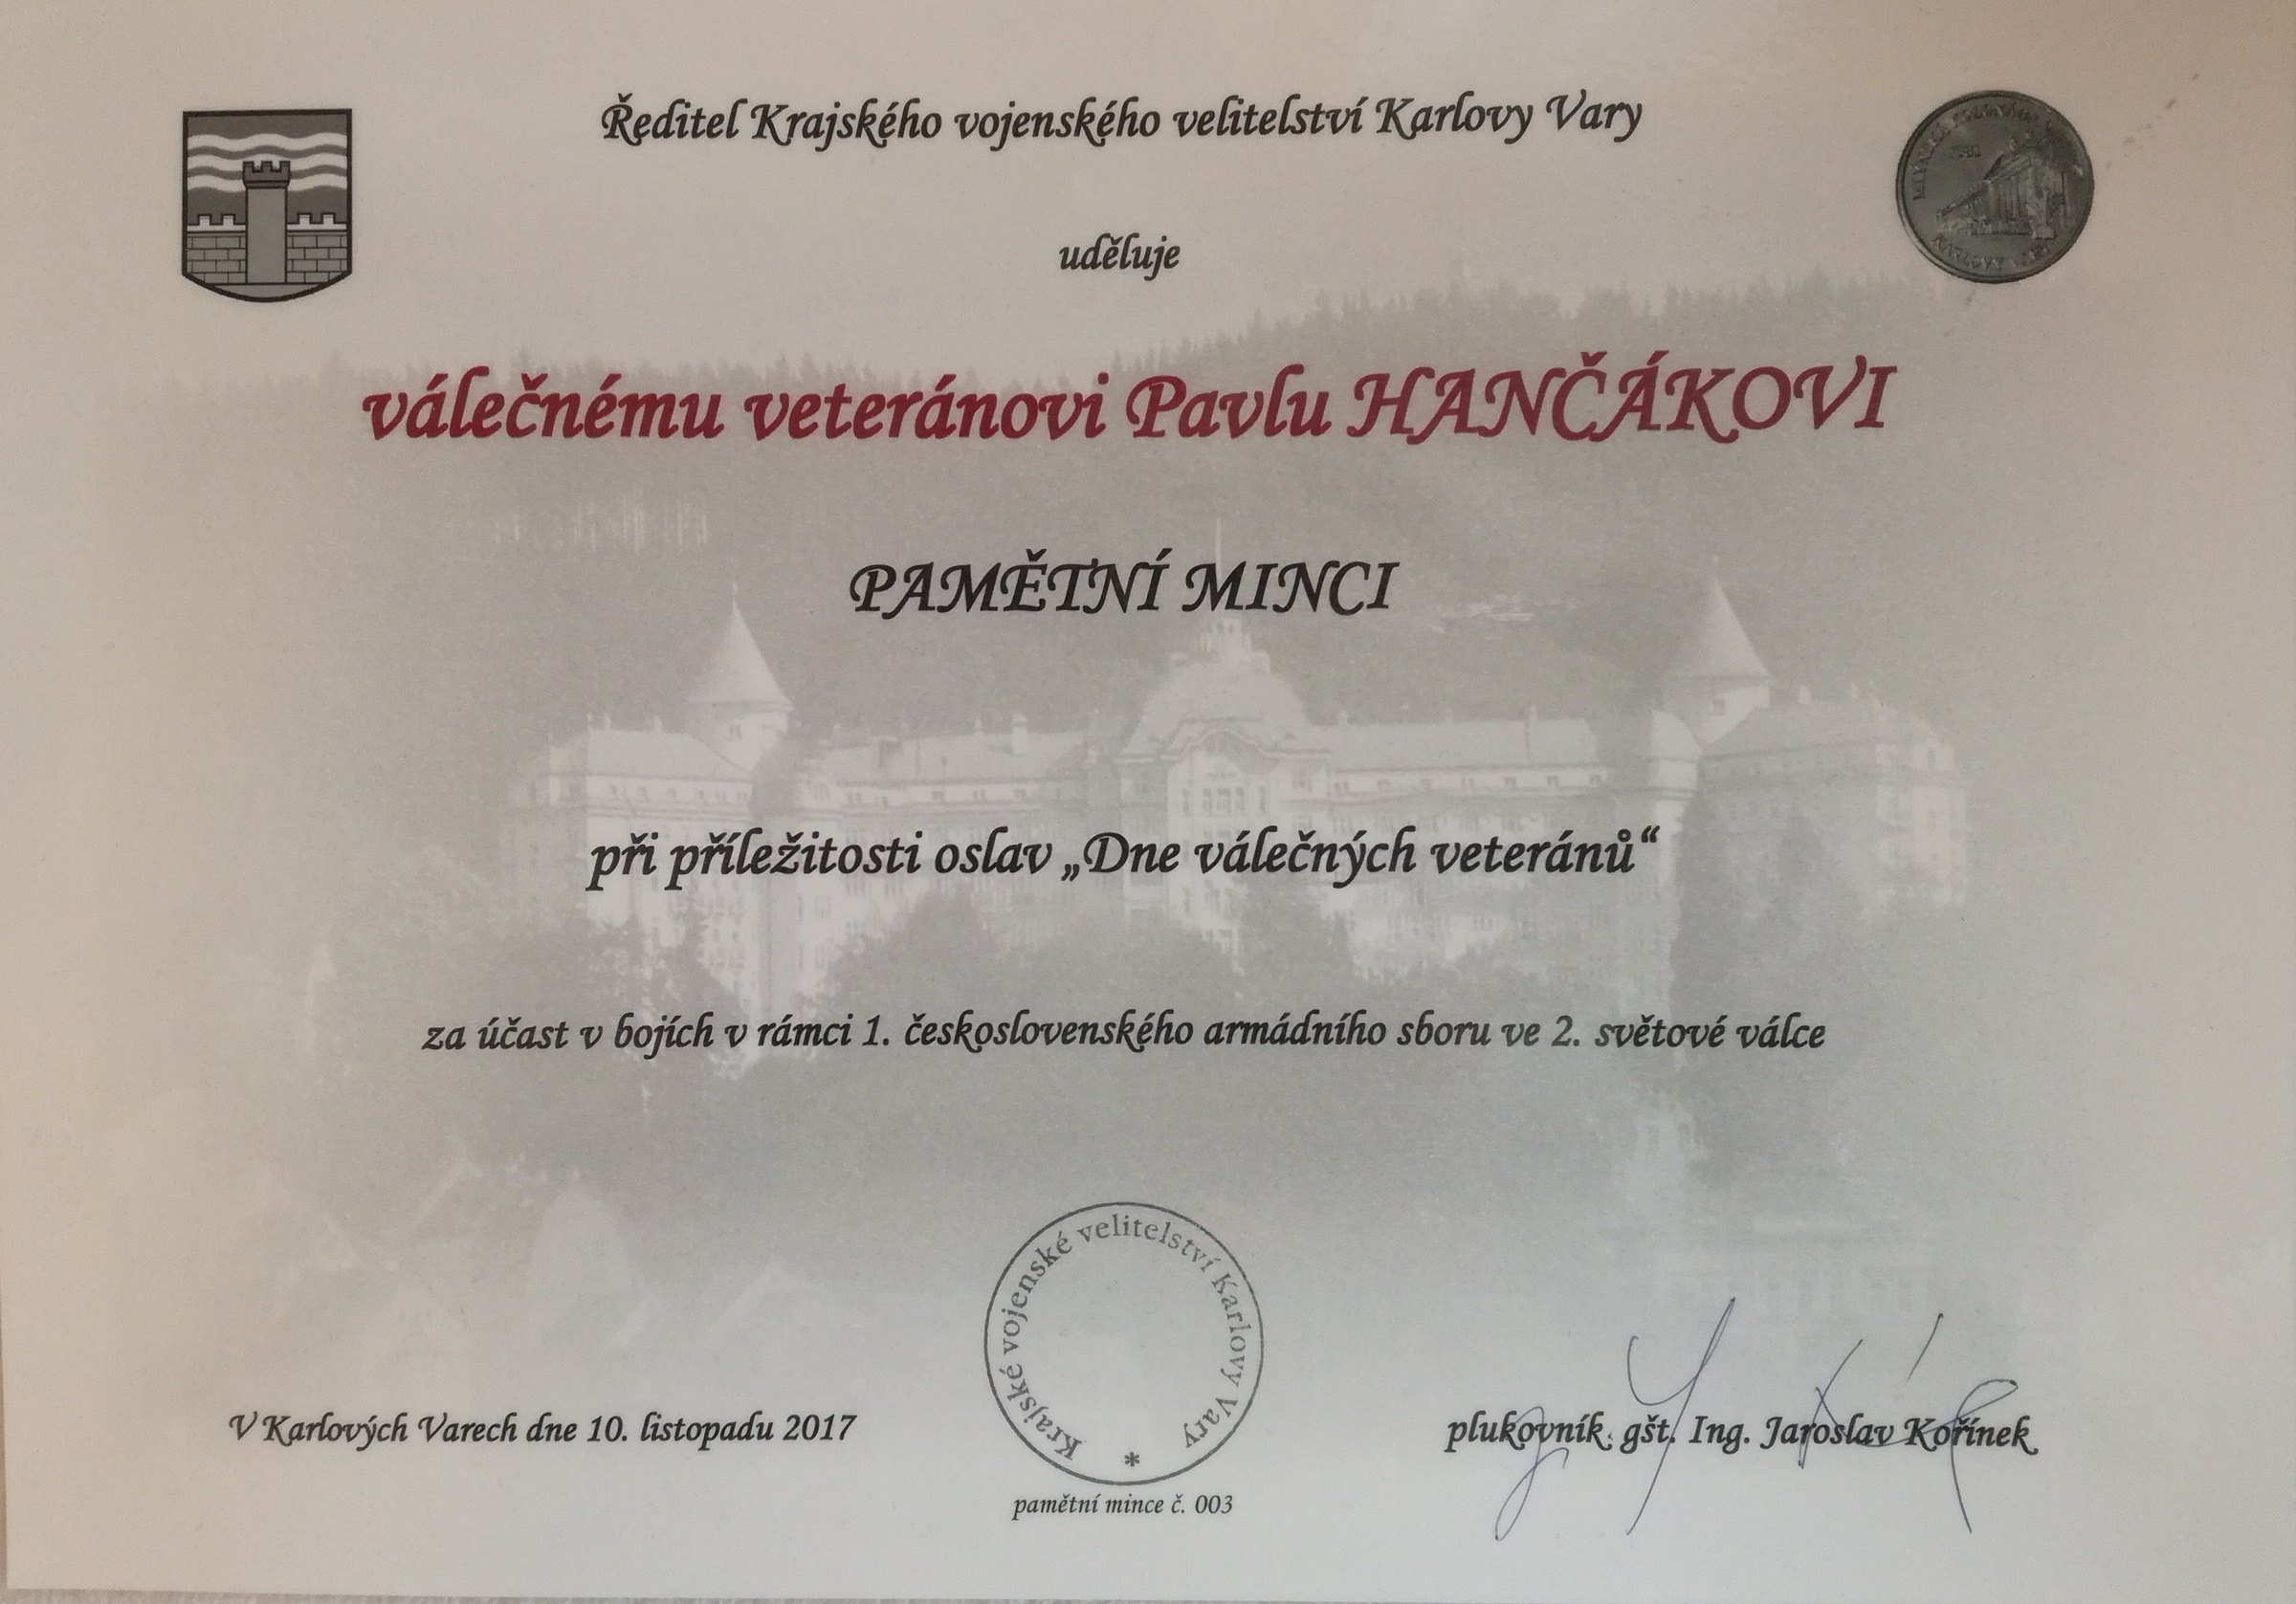 Ředitel Krajského vojenského velitelství Karlovy Vary
uděluje
válečnému veteránovi Pavlu HANČÁKOVI
PAMĚTNÍ MINCI
při příležitosti oslav „Dne válečných veteránů“
za účast v bojích v rámci 1. československého armádního sboru ve 2. světové válce
Krajské vojenské velitelství Karlovy Vary
*
V Karlových Varech dne 10. listopadu 2017
plukovník gšt. Ing. Jaroslav Kořínek
pamětní mince č. 003